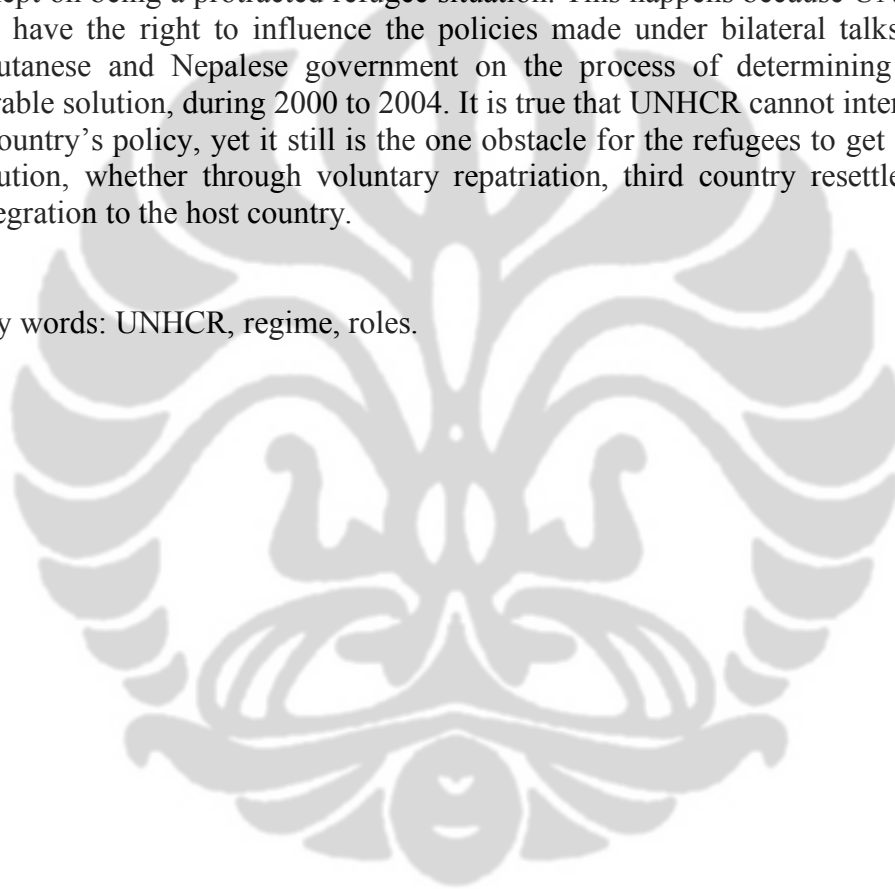 ept on being a protracted refugee situation. This happens because
have the right to influence the policies made under bilateral talks
utanese and Nepalese government on the process of determining
rable solution, during 2000 to 2004. It is true that UNHCR cannot inter
ountry's policy, yet it still is the one obstacle for the refugees to get
ution, whether through voluntary repatriation, third country resettle
egration to the host country.
y words: UNHCR, regime, roles.